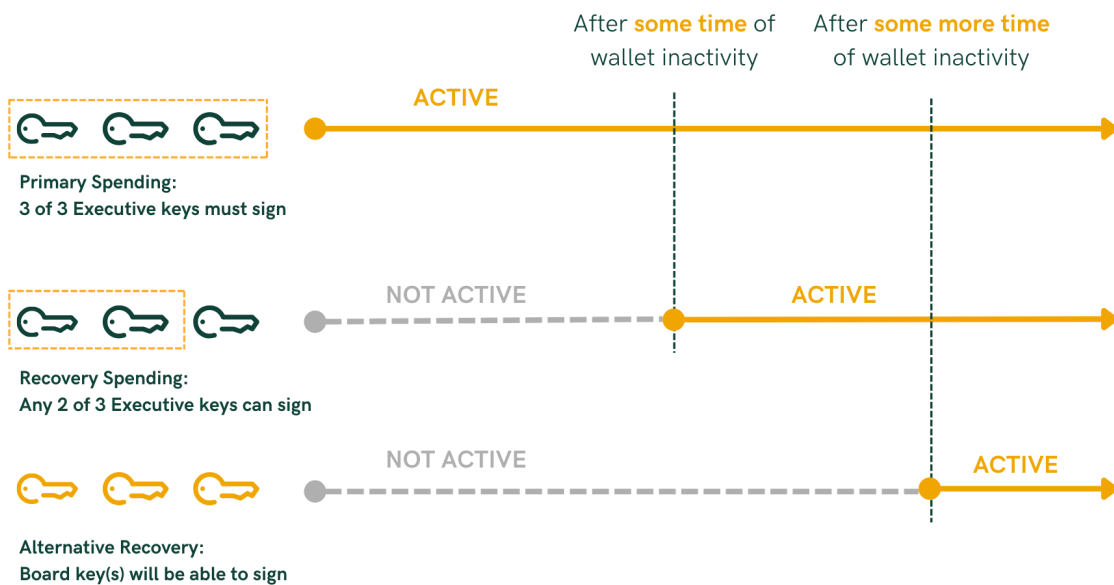 After some time of
wallet inactivity
After some more time
of wallet inactivity
ACTIVE
Primary Spending:
3 of 3 Executive keys must sign
NOT ACTIVE
ACTIVE
Recovery Spending:
Any 2 of 3 Executive keys can sign
NOT ACTIVE
ACTIVE
Alternative Recovery:
Board key(s) will be able to sign